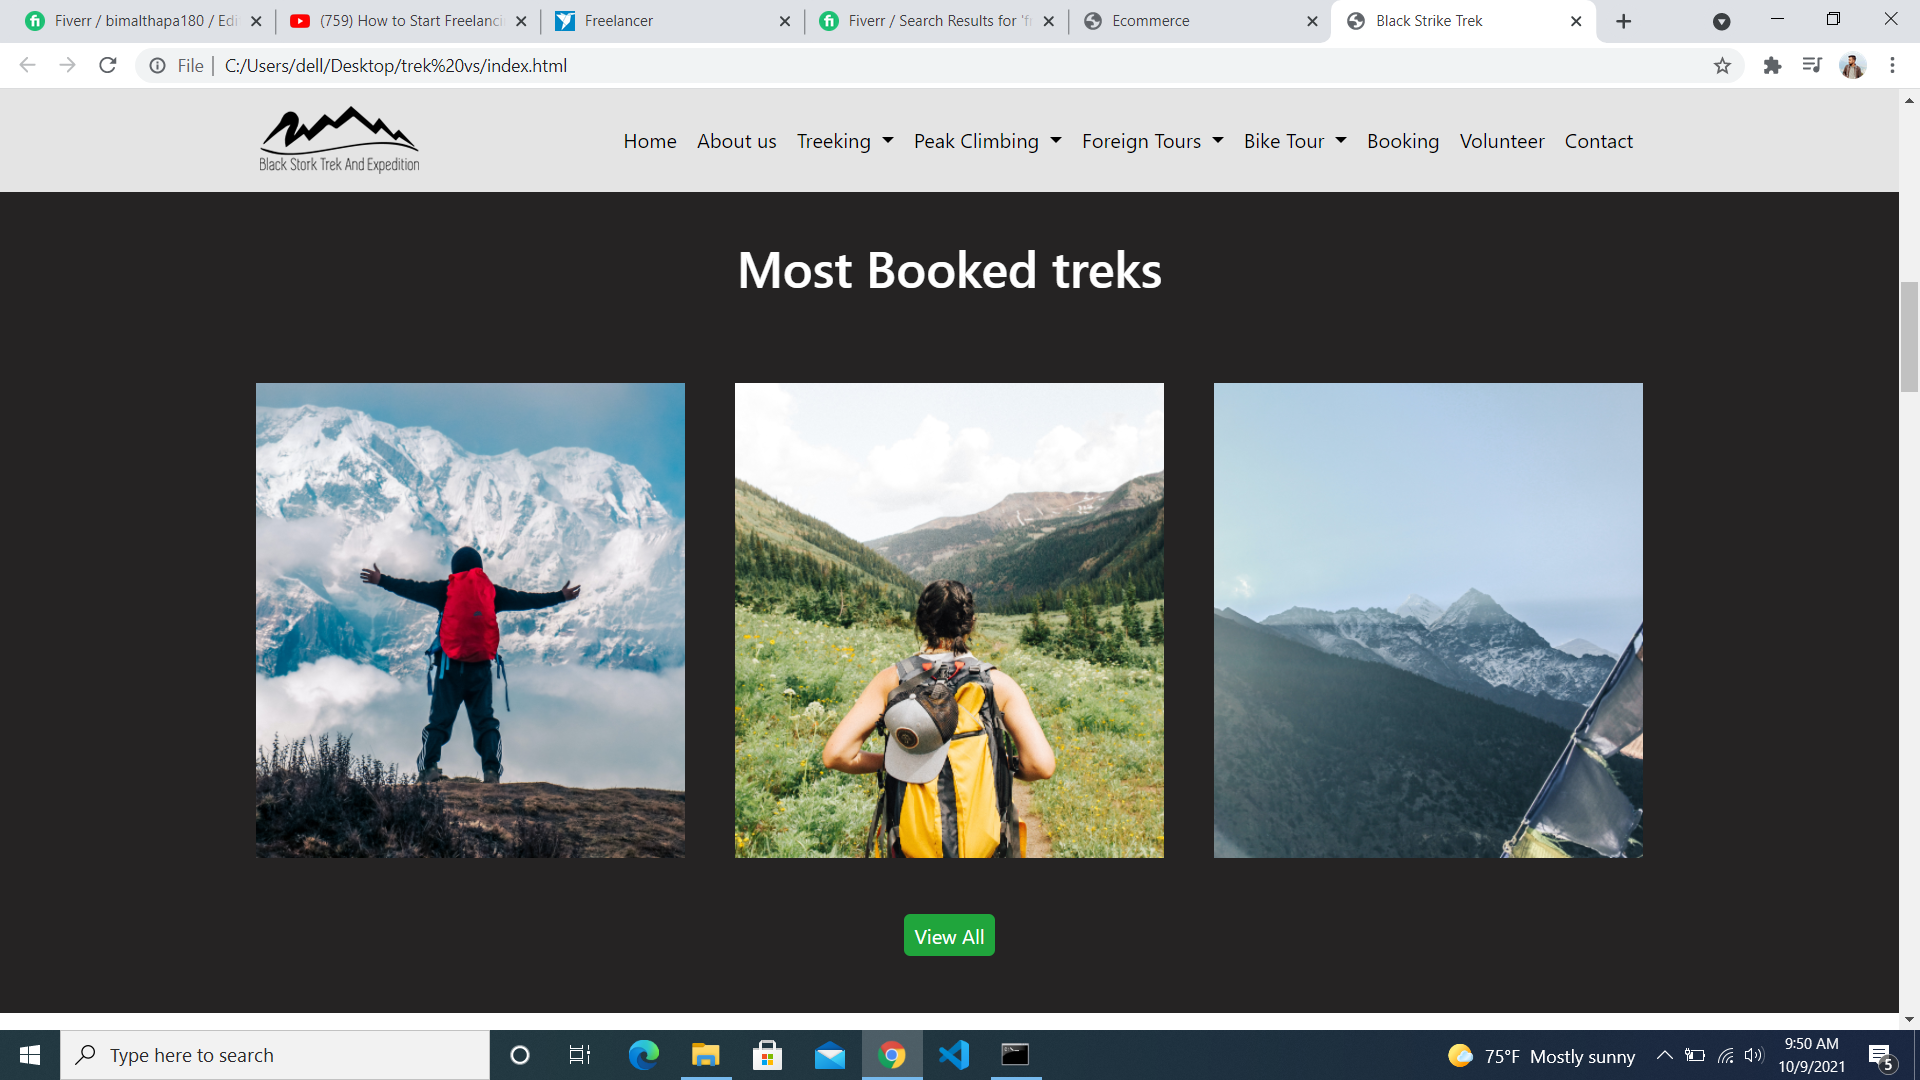 Fiverr / bimalthapa180 / Edi
(759) How to Start Freelanci
Freelancer
Fiverr / Search Results for 'f
Ecommerce
Black Strike Trek
File | C:/Users/dell/Desktop/trek%20vs/index.html
Black Stork Trek And Expedition
Home About us Treeking Peak Climbing Foreign Tours Bike Tour Booking Volunteer Contact
Most Booked treks
View All
Type here to search
75°F Mostly sunny
9:50 AM
10/9/2021
5